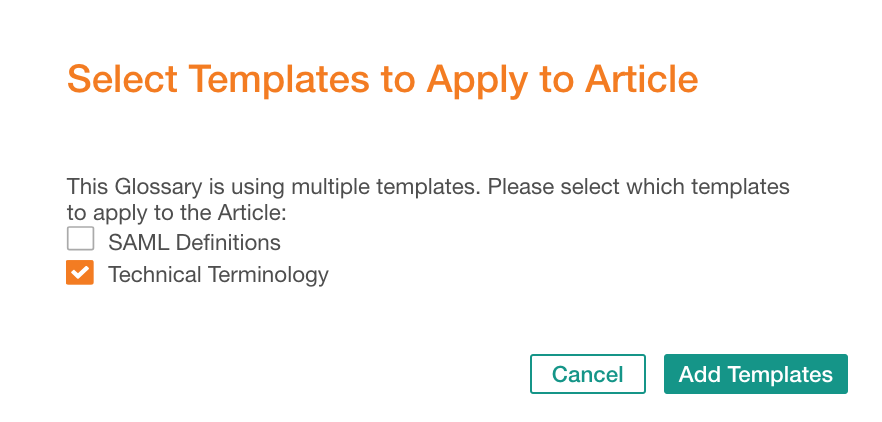 Select Templates to Apply to Article
This Glossary is using multiple templates. Please select which templates
to apply to the Article:
SAML Definitions
Technical Terminology
Cancel
Add Templates